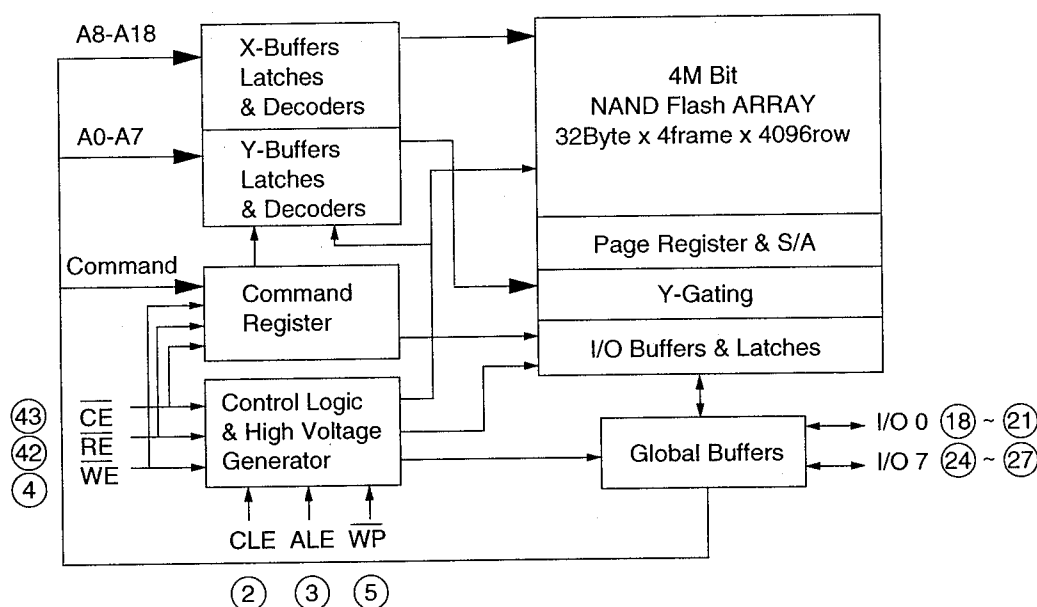 A8-A18
X-Buffers
Latches
& Decoders
A0-A7
Y-Buffers
Latches
& Decoders
4M Bit
NAND Flash ARRAY
32Byte x 4frame x 4096row
Page Register & S/A
Y-Gating
I/O Buffers & Latches
Command
Command
Register
43 CE
42 RE
4 WE
Control Logic
& High Voltage
Generator
Global Buffers
I/O 0 18 ~ 21
I/O 7 24 ~ 27
CLE ALE WP
2 3 5